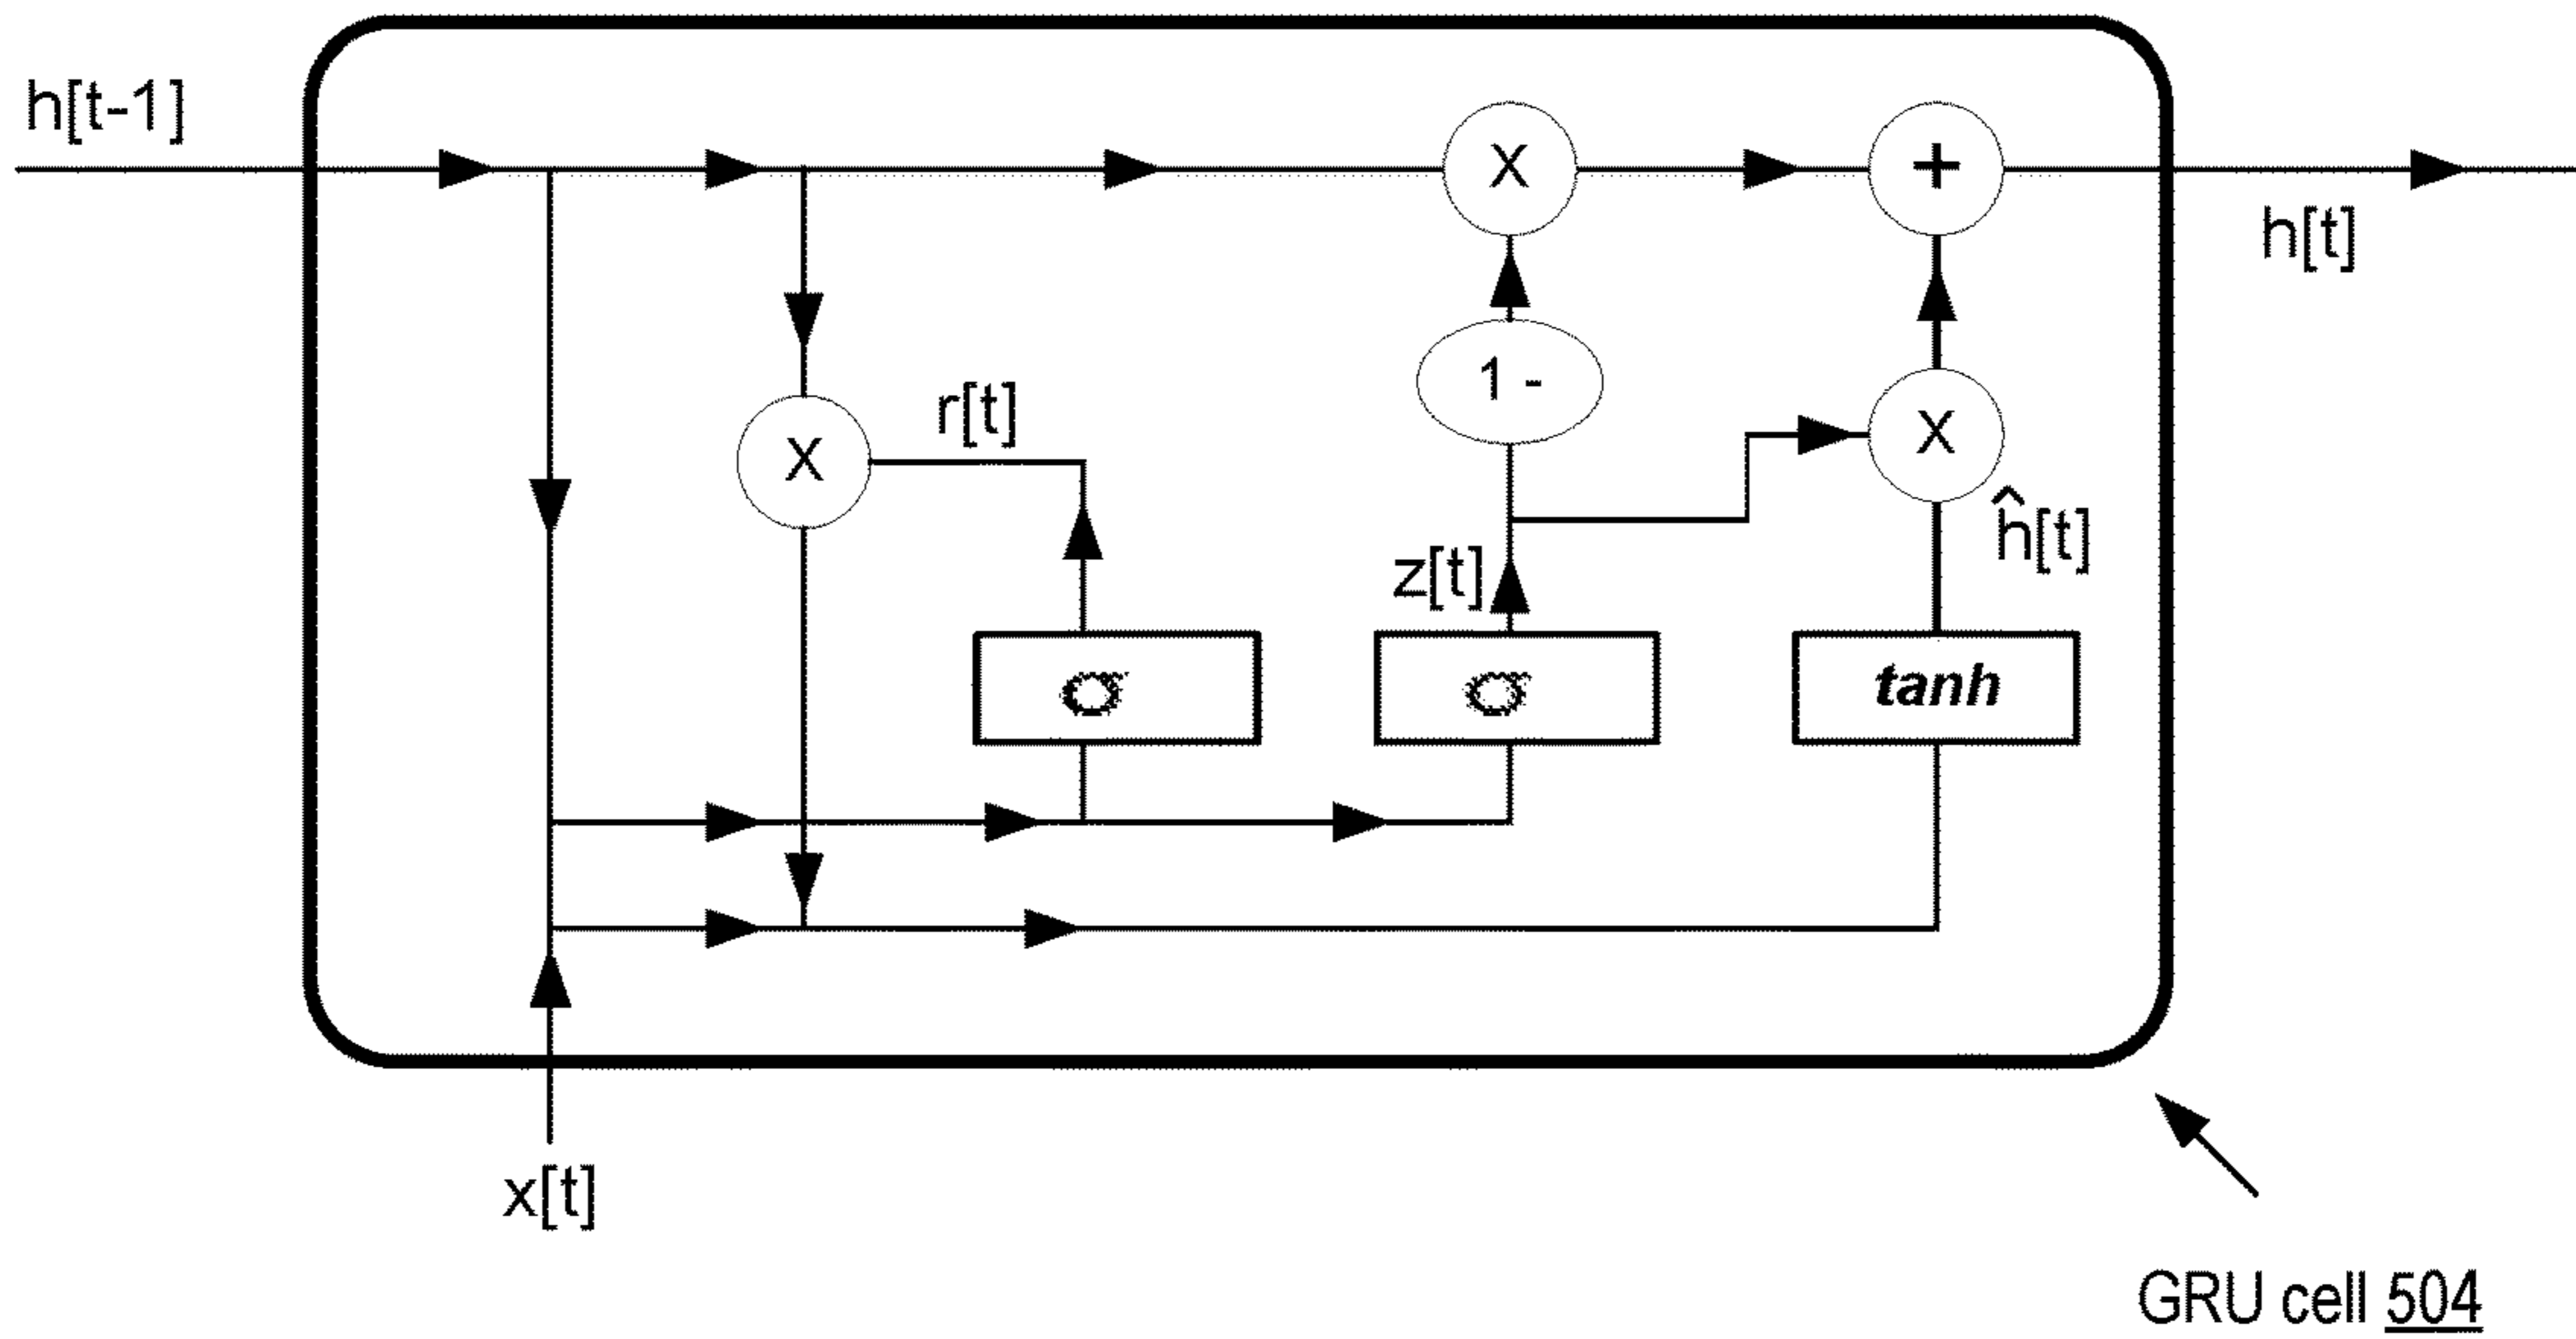 h[t-1]
X
+
h[t]
1 -
r[t]
X
X
ĥ[t]
z[t]
σ
σ
tanh
x[t]
GRU cell 504